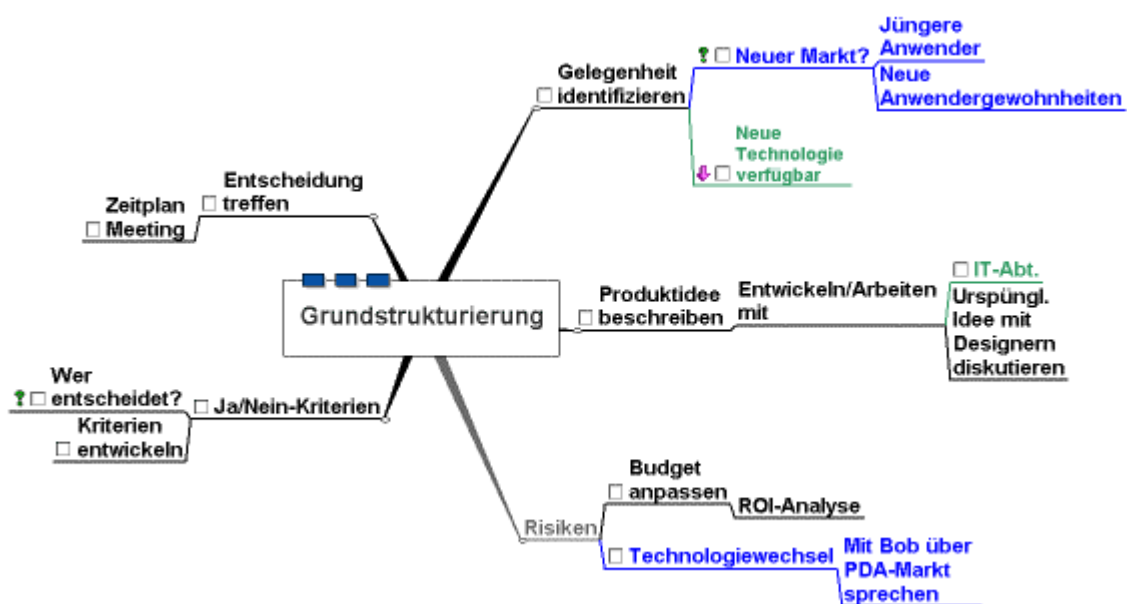 Jüngere
Anwender
Neuer Markt?
Neue
Anwendergewohnheiten
Gelegenheit
identifizieren
Neue
Technologie
verfügbar
Entscheidung
treffen
Zeitplan
Meeting
Grundstrukturierung
Produktidee
beschreiben
Entwickeln/Arbeiten
mit
IT-Abt.
Urspüngl.
Idee mit
Designern
diskutieren
Wer
entscheidet?
Ja/Nein-Kriterien
Kriterien
entwickeln
Risiken
Budget
anpassen
ROI-Analyse
Technologiewechsel
Mit Bob über
PDA-Markt
sprechen